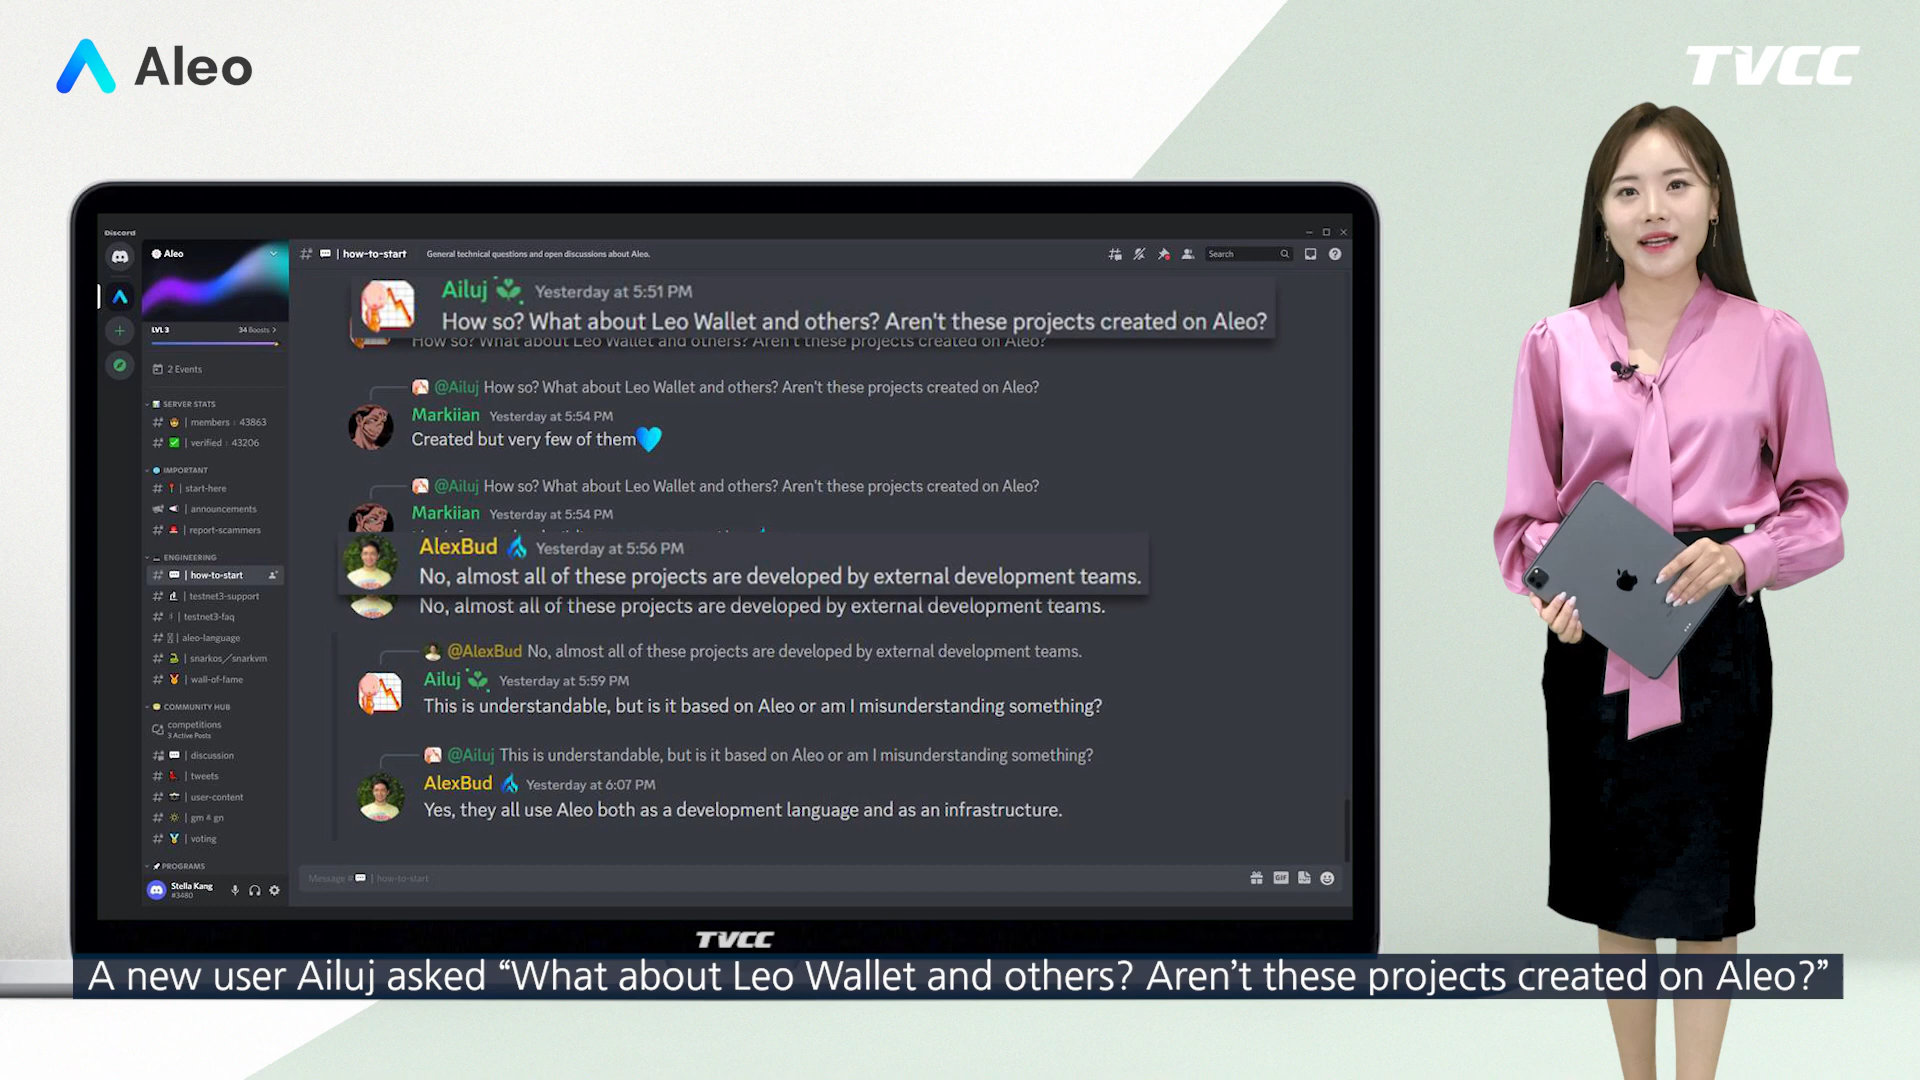 Aleo
TVCC
Discord
Aleo
LVL 3
34 Boosts
2 Events
SERVER STATS
members : 43863
verified : 43206
IMPORTANT
start-here
announcements
report-scammers
ENGINEERING
how-to-start
testnet3-support
testnet3-faq
aleo-language
snarkos/snarkvm
wall-of-fame
COMMUNITY HUB
competitions
3 Active Posts
discussion
tweets
user-content
gm & gn
voting
PROGRAMS
Stella Kang
#3480
how-to-start General technical questions and open discussions about Aleo.
Search
Ailuj Yesterday at 5:51 PM
How so? What about Leo Wallet and others? Aren't these projects created on Aleo?
How so? What about Leo Wallet and others? Aren't these projects created on Aleo?
@Ailuj How so? What about Leo Wallet and others? Aren't these projects created on Aleo?
Markiian Yesterday at 5:54 PM
Created but very few of them
@Ailuj How so? What about Leo Wallet and others? Aren't these projects created on Aleo?
Markiian Yesterday at 5:54 PM
AlexBud Yesterday at 5:56 PM
No, almost all of these projects are developed by external development teams.
No, almost all of these projects are developed by external development teams.
@AlexBud No, almost all of these projects are developed by external development teams.
Ailuj Yesterday at 5:59 PM
This is understandable, but is it based on Aleo or am I misunderstanding something?
@Ailuj This is understandable, but is it based on Aleo or am I misunderstanding something?
AlexBud Yesterday at 6:07 PM
Yes, they all use Aleo both as a development language and as an infrastructure.
Message # | how-to-start
GIF
TVCC
A new user Ailuj asked “What about Leo Wallet and others? Aren’t these projects created on Aleo?”